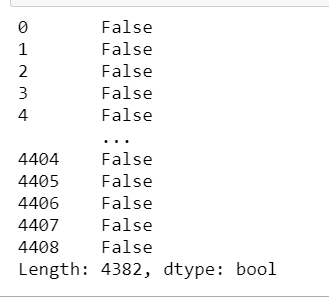 0 False
1 False
2 False
3 False
4 False
...
4404 False
4405 False
4406 False
4407 False
4408 False
Length: 4382, dtype: bool